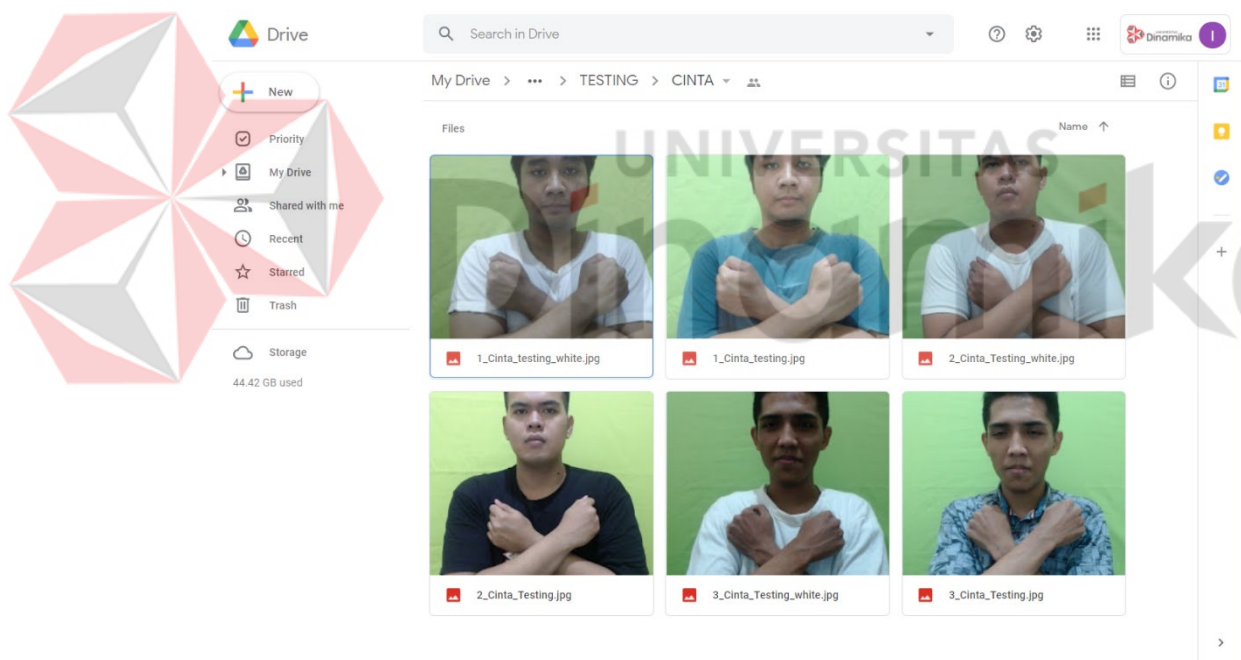 Drive
Search in Drive
UNIVERSITAS
Dinamika
I
New
My Drive > ... > TESTING > CINTA
Priority
My Drive
Shared with me
Recent
Starred
Trash
Storage
44.42 GB used
Files
Name
UNIVERSITAS
Dinamika
1_Cinta_testing_white.jpg
1_Cinta_testing.jpg
2_Cinta_Testing_white.jpg
2_Cinta_Testing.jpg
3_Cinta_Testing_white.jpg
3_Cinta_Testing.jpg